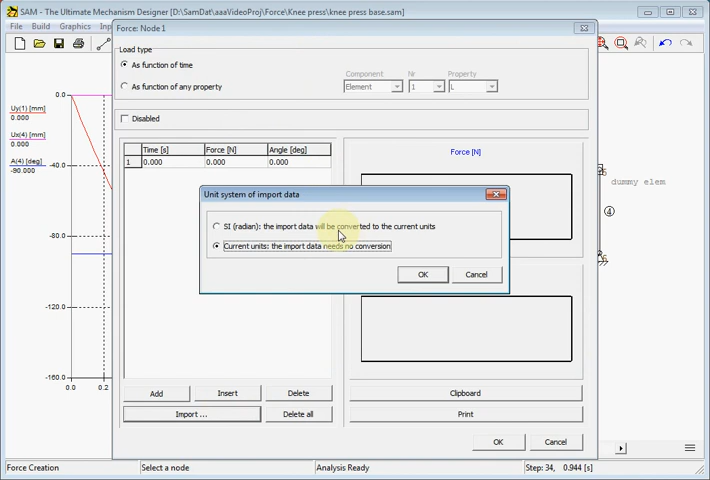 SAM - The Ultimate Mechanism Designer [D:\SamDat\aaaVideoProj\Force\Knee press\knee press base.sam]
File Build Graphics Inp
Force: Node 1
Load type
As function of time
As function of any property
Component Nr Property
Element 1 L
Disabled
Time [s] Force [N] Angle [deg]
1 0.000 0.000 0.000
Force [N]
Unit system of import data
SI (radian): the import data will be converted to the current units
Current units: the import data needs no conversion
OK Cancel
Add Insert Delete
Import ... Delete all
Clipboard
Print
OK Cancel
Uy(1) [mm]
0.000
Ux(4) [mm]
0.000
A(4) [deg]
-90.000
0.0
-40.0
-80.0
-120.0
-160.0
0.0 0.2
5
dummy elem
4
5
Force Creation Select a node Analysis Ready Step: 34, 0.944 [s]